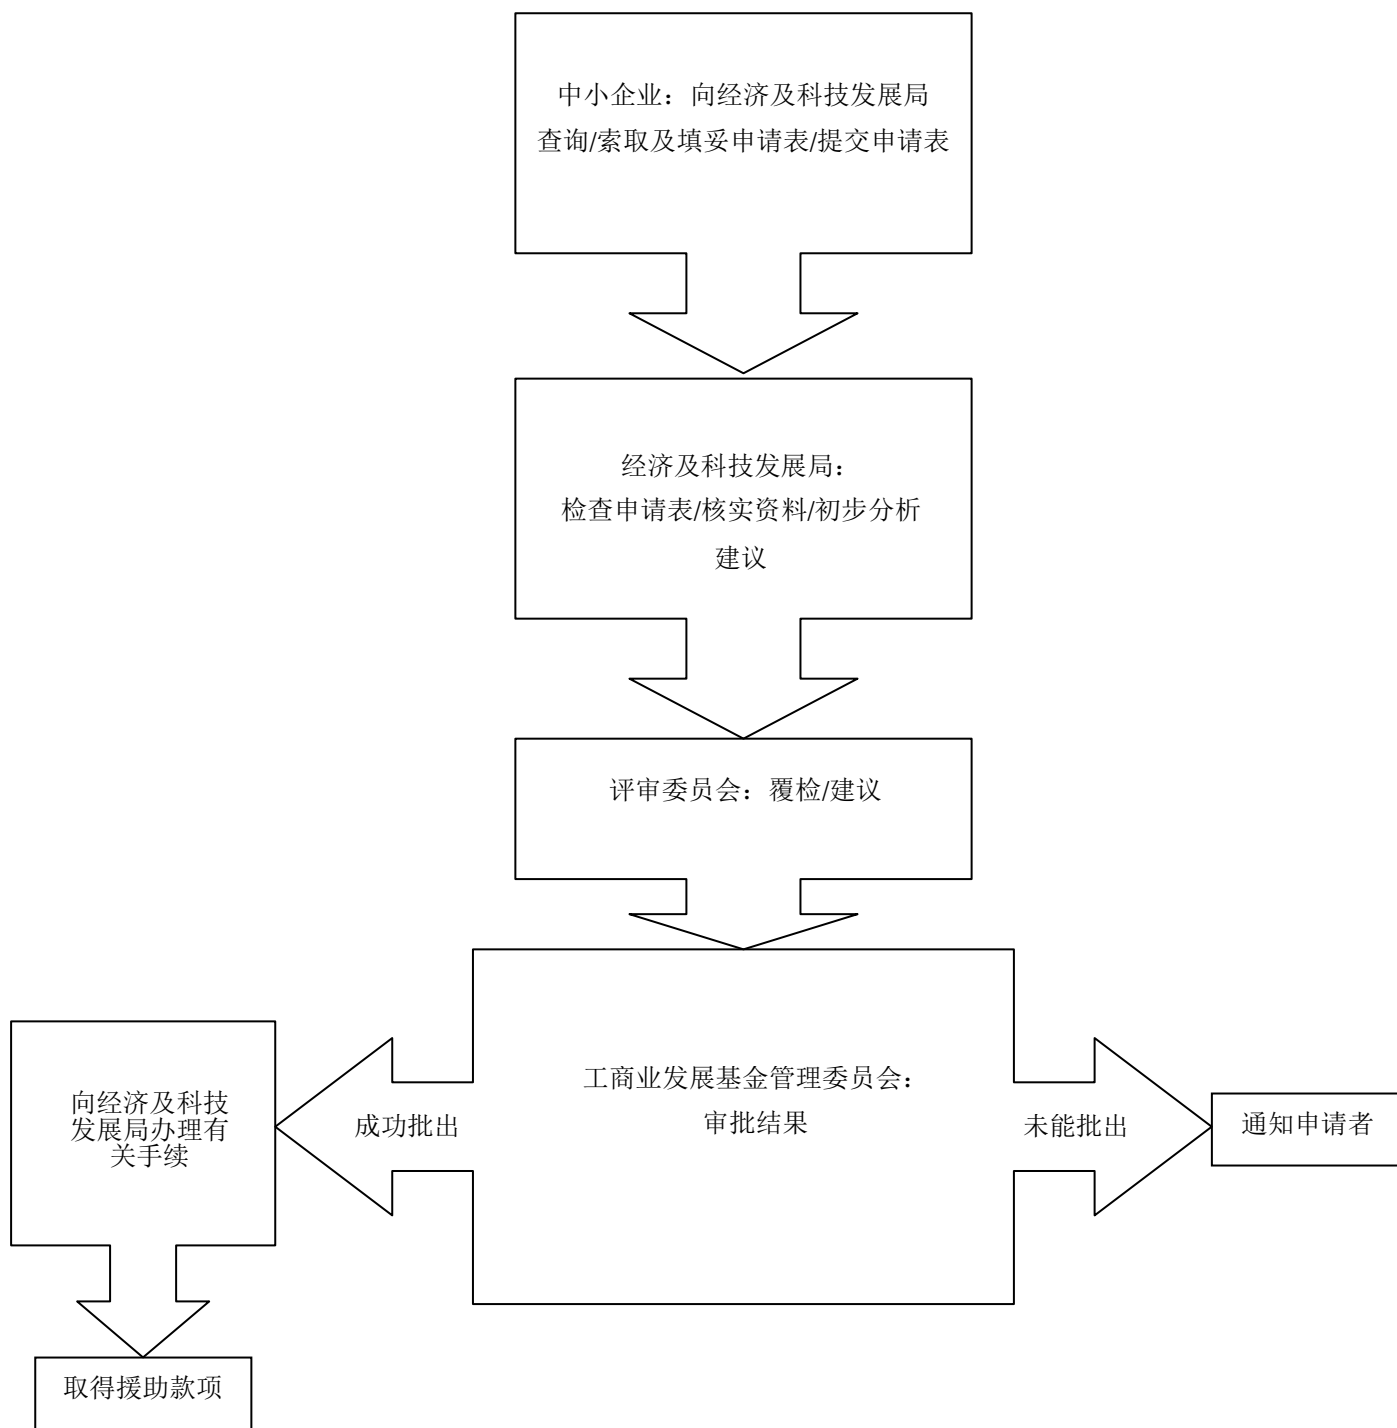 中小企业：向经济及科技发展局
查询/索取及填妥申请表/提交申请表
经济及科技发展局：
检查申请表/核实资料/初步分析
建议
评审委员会：覆检/建议
工商业发展基金管理委员会：
审批结果
成功批出
未能批出
向经济及科技
发展局办理有
关手续
通知申请者
取得援助款项